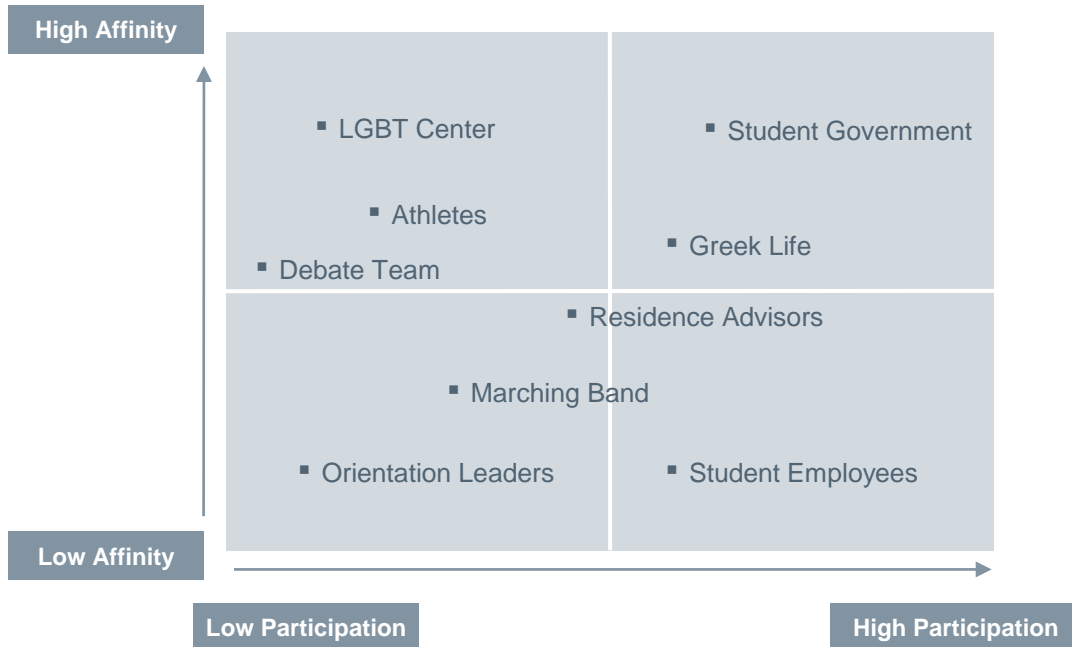 High Affinity
▪ LGBT Center
▪ Student Government
▪ Athletes
▪ Greek Life
▪ Debate Team
▪ Residence Advisors
▪ Marching Band
▪ Orientation Leaders
▪ Student Employees
Low Affinity
Low Participation
High Participation